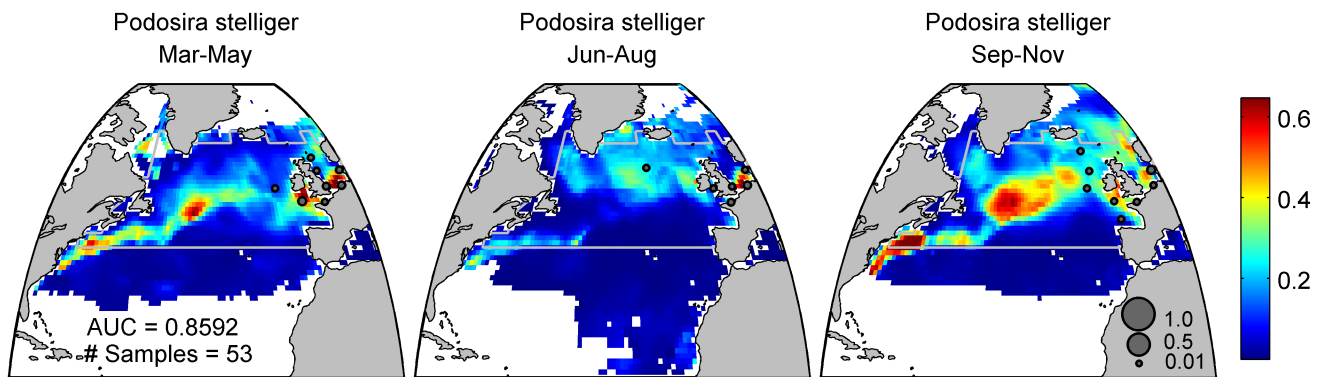 Podosira stelliger
Mar-May
Podosira stelliger
Jun-Aug
Podosira stelliger
Sep-Nov
AUC = 0.8592
# Samples = 53
1.0
0.5
0.01
0.6
0.4
0.2